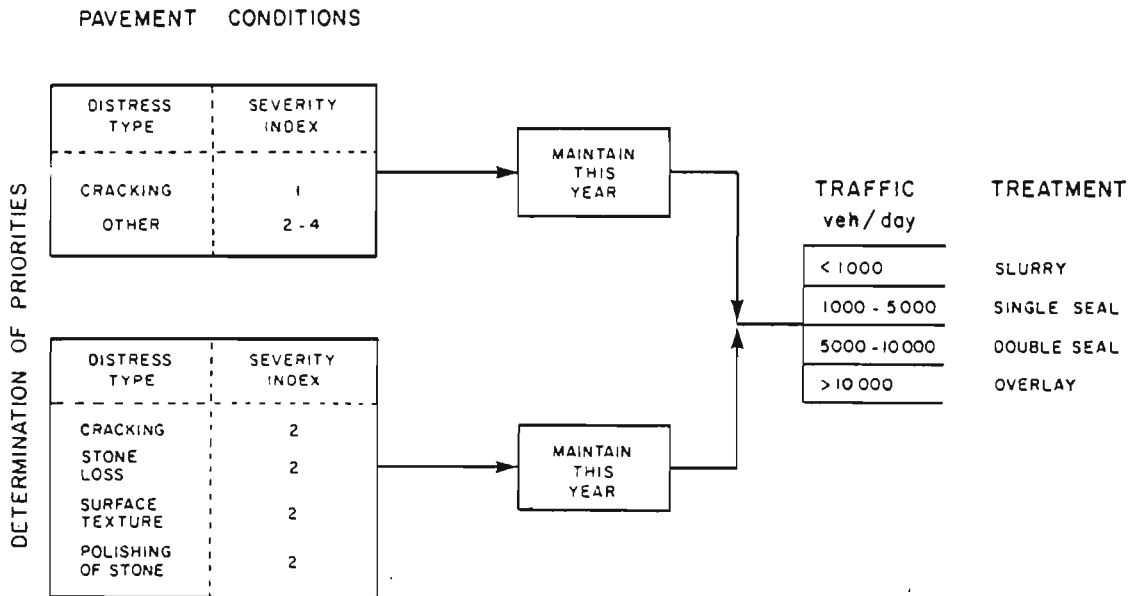 PAVEMENT CONDITIONS
DETERMINATION OF PRIORITIES
DISTRESS TYPE
SEVERITY INDEX
CRACKING 1
OTHER 2 - 4
MAINTAIN
THIS
YEAR
DISTRESS TYPE
SEVERITY INDEX
CRACKING 2
STONE LOSS 2
SURFACE TEXTURE 2
POLISHING OF STONE 2
MAINTAIN
THIS
YEAR
TRAFFIC TREATMENT
veh/day
< 1000 SLURRY
1000 - 5000 SINGLE SEAL
5000 - 10000 DOUBLE SEAL
> 10 000 OVERLAY